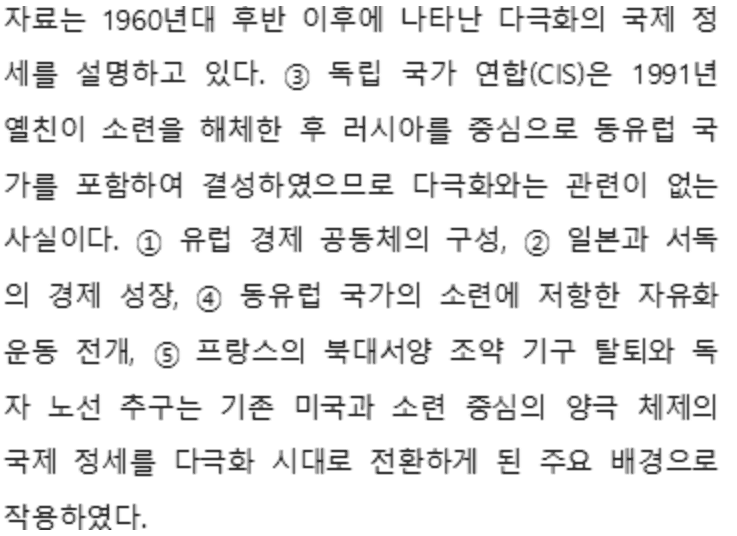 자료는 1960년대 후반 이후에 나타난 다극화의 국제 정
세를 설명하고 있다. ③ 독립 국가 연합(CIS)은 1991년
옐친이 소련을 해체한 후 러시아를 중심으로 동유럽 국
가를 포함하여 결성하였으므로 다극화와는 관련이 없는
사실이다. ① 유럽 경제 공동체의 구성, ② 일본과 서독
의 경제 성장, ④ 동유럽 국가의 소련에 저항한 자유화
운동 전개, ⑤ 프랑스의 북대서양 조약 기구 탈퇴와 독
자 노선 추구는 기존 미국과 소련 중심의 양극 체제의
국제 정세를 다극화 시대로 전환하게 된 주요 배경으로
작용하였다.